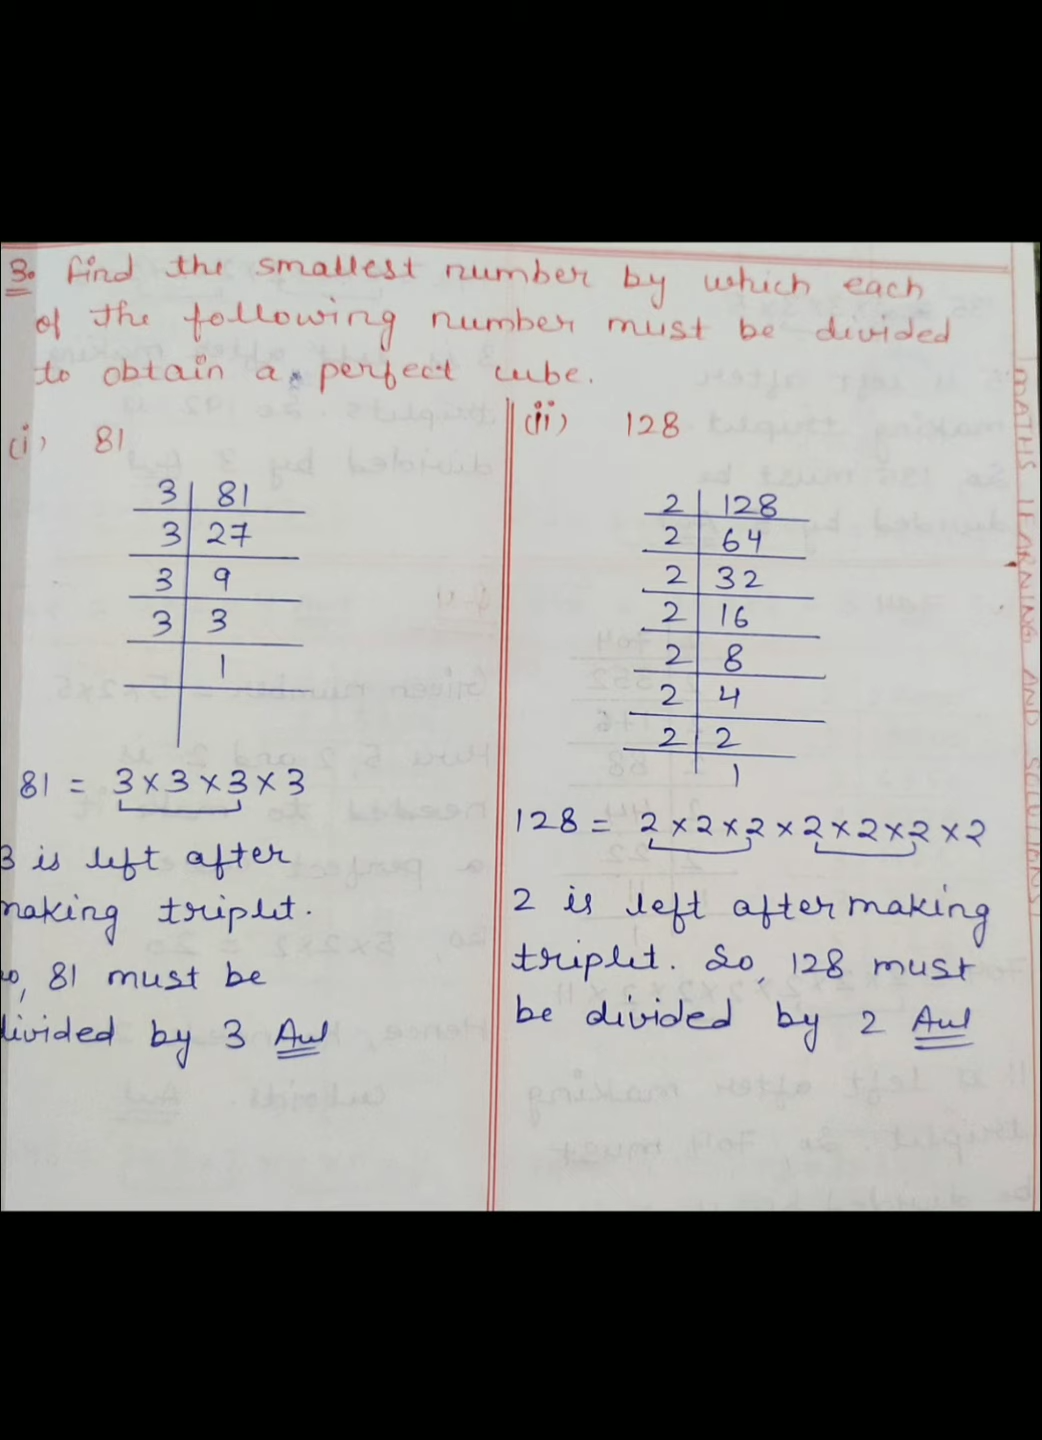 3. Find the smallest number by which each
of the following number must be divided
to obtain a perfect cube.
(i) 81
3 | 81
3 | 27
3 | 9
3 | 3
1
81 = 3×3×3×3
3 is left after
making triplet.
so, 81 must be
divided by 3 Ans
(ii) 128
2 | 128
2 | 64
2 | 32
2 | 16
2 | 8
2 | 4
2 | 2
1
128 = 2×2×2×2×2×2×2
2 is left after making
triplet. So, 128 must
be divided by 2 Ans
MATHS LEARNING AND SOLUTIONS